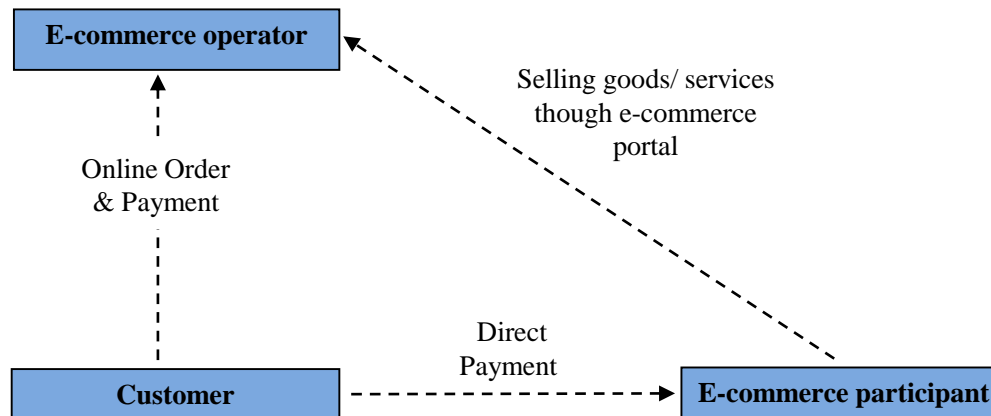 E-commerce operator
Selling goods/ services
though e-commerce
portal
Online Order
& Payment
Direct
Payment
Customer
E-commerce participant